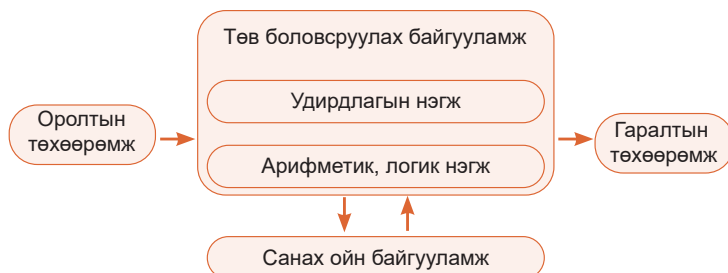 Төв боловсруулах байгууламж
Удирдлагын нэгж
Оролтын
төхөөрөмж
Гаралтын
төхөөрөмж
Арифметик, логик нэгж
Санах ойн байгууламж